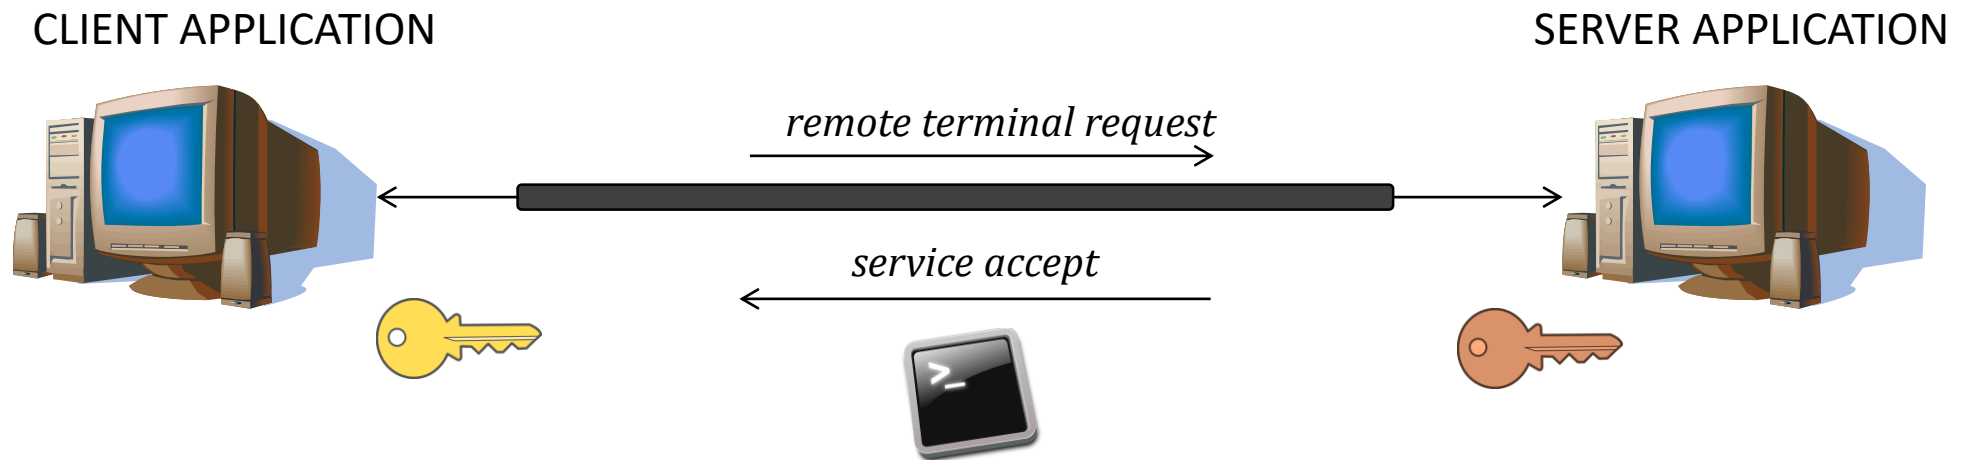 CLIENT APPLICATION
SERVER APPLICATION
remote terminal request
service accept
>_